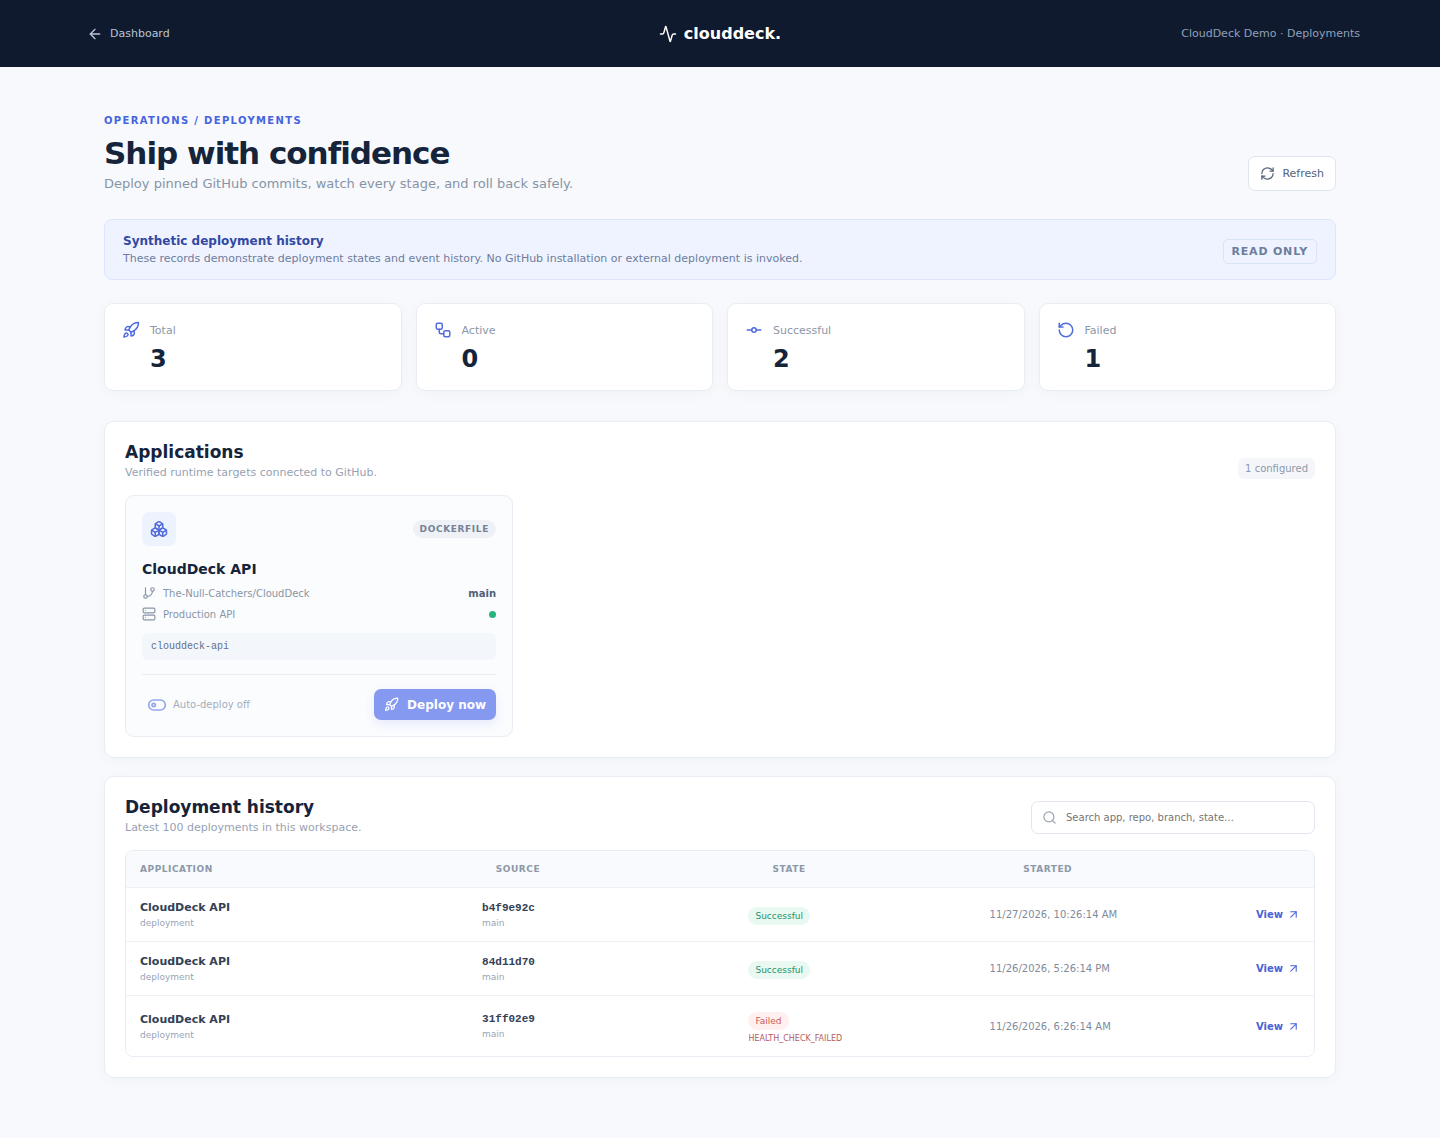 Dashboard
clouddeck.
CloudDeck Demo · Deployments
OPERATIONS / DEPLOYMENTS
Ship with confidence
Deploy pinned GitHub commits, watch every stage, and roll back safely.
Refresh
Synthetic deployment history
These records demonstrate deployment states and event history. No GitHub installation or external deployment is invoked.
READ ONLY
Total
3
Active
0
Successful
2
Failed
1
Applications
Verified runtime targets connected to GitHub.
1 configured
DOCKERFILE
CloudDeck API
The-Null-Catchers/CloudDeck main
Production API
clouddeck-api
Auto-deploy off
Deploy now
Deployment history
Latest 100 deployments in this workspace.
Search app, repo, branch, state...
APPLICATION SOURCE STATE STARTED
CloudDeck API
deployment
b4f9e92c
main
Successful
11/27/2026, 10:26:14 AM
View
CloudDeck API
deployment
84d11d70
main
Successful
11/26/2026, 5:26:14 PM
View
CloudDeck API
deployment
31ff02e9
main
Failed
HEALTH_CHECK_FAILED
11/26/2026, 6:26:14 AM
View